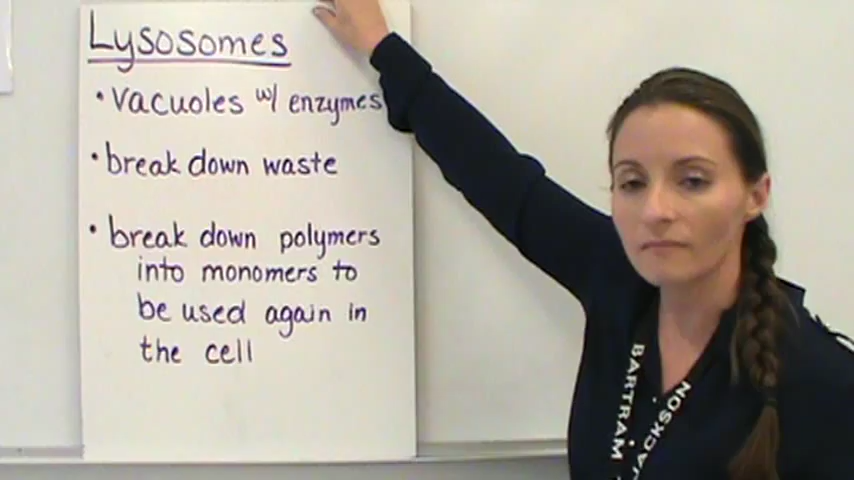 Lysosomes
• vacuoles w/ enzymes
• break down waste
• break down polymers
into monomers to
be used again in
the cell
BARTRAM
JACKSON